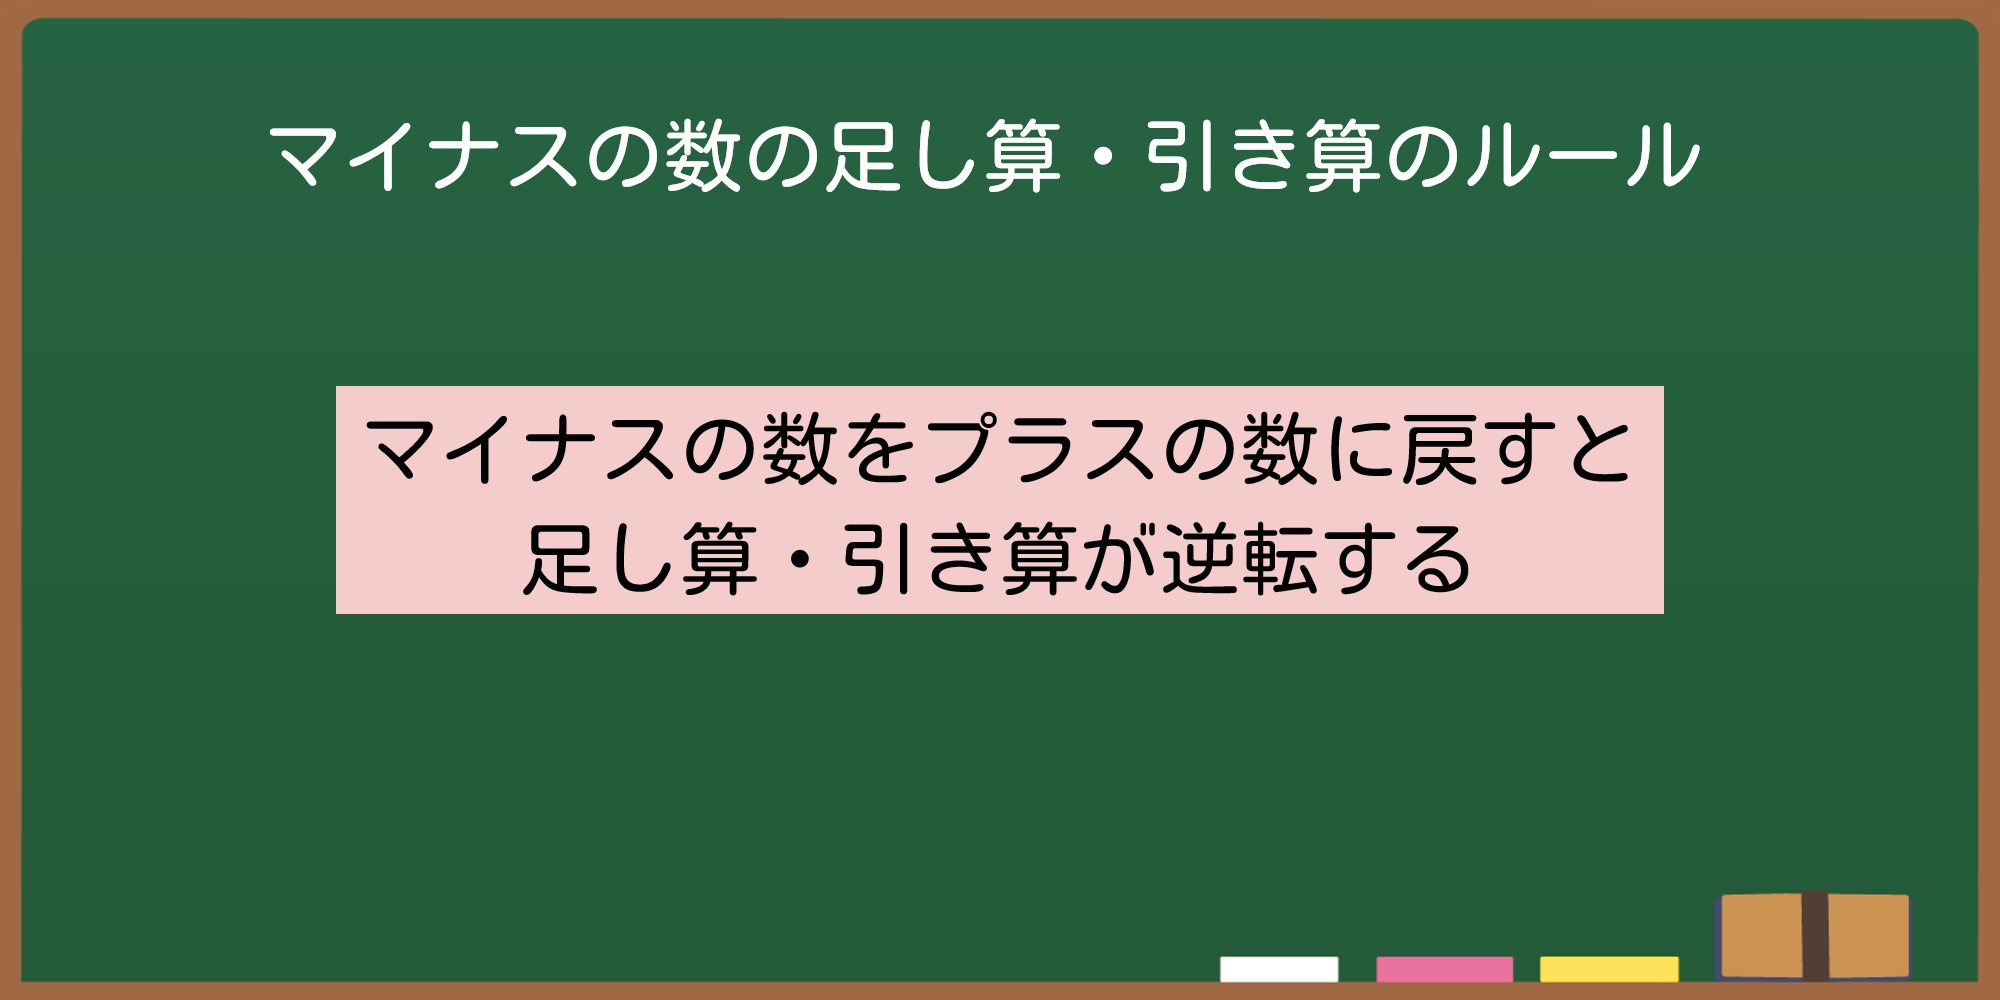 マイナスの数の足し算・引き算のルール
マイナスの数をプラスの数に戻すと
足し算・引き算が逆転する